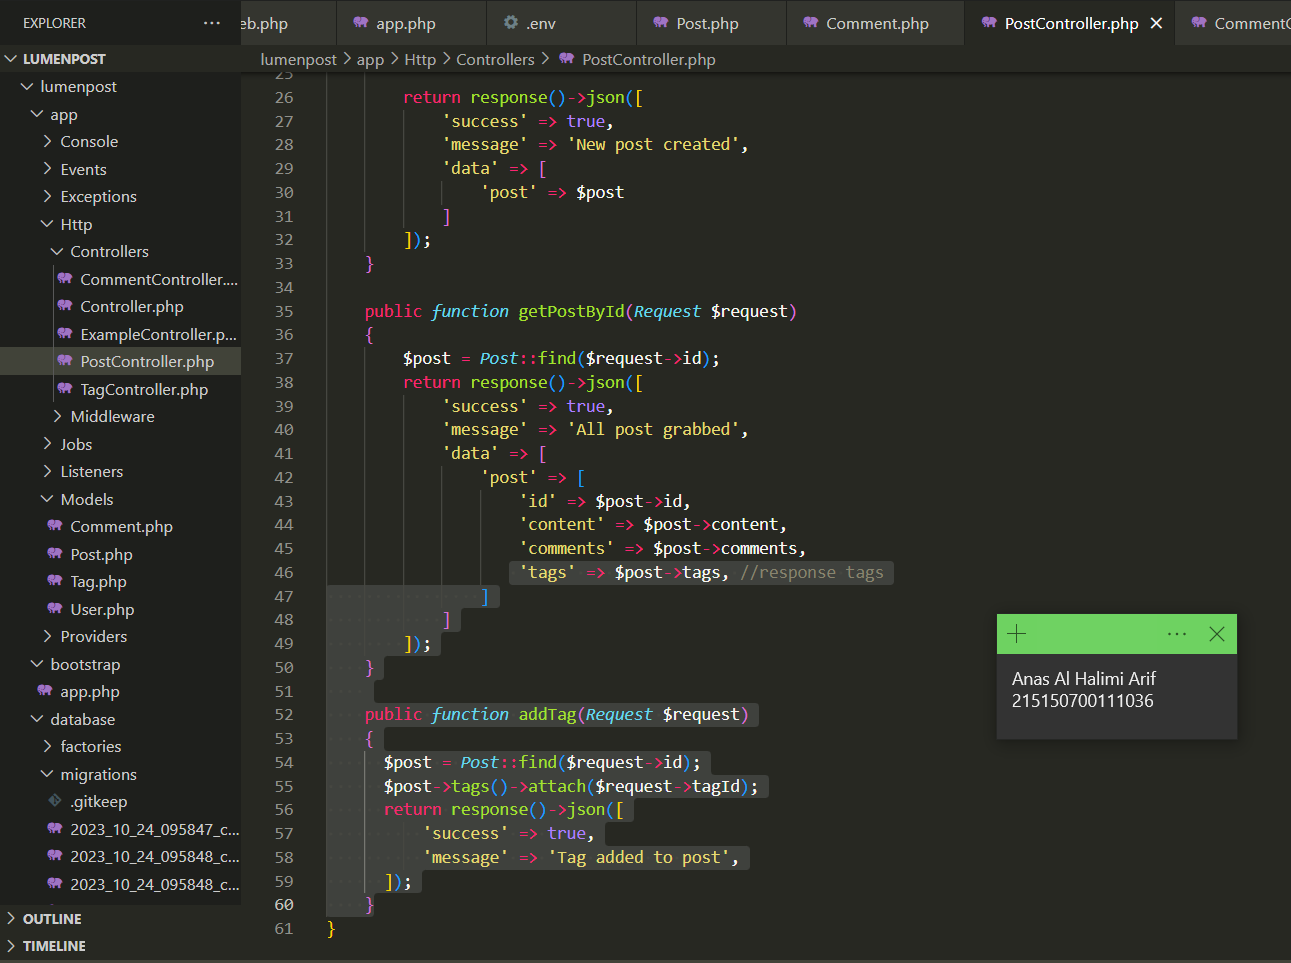 EXPLORER
···
eb.php
app.php
.env
Post.php
Comment.php
PostController.php
CommentC
LUMENPOST
lumenpost > app > Http > Controllers > PostController.php
lumenpost
app
Console
Events
Exceptions
Http
Controllers
CommentController....
Controller.php
ExampleController.p...
PostController.php
TagController.php
Middleware
Jobs
Listeners
Models
Comment.php
Post.php
Tag.php
User.php
Providers
bootstrap
app.php
database
factories
migrations
.gitkeep
2023_10_24_095847_c...
2023_10_24_095848_c...
2023_10_24_095848_c...
OUTLINE
TIMELINE
25
26 return response()->json([
27 'success' => true,
28 'message' => 'New post created',
29 'data' => [
30 'post' => $post
31 ]
32 ]);
33 }
34
35 public function getPostById(Request $request)
36 {
37 $post = Post::find($request->id);
38 return response()->json([
39 'success' => true,
40 'message' => 'All post grabbed',
41 'data' => [
42 'post' => [
43 'id' => $post->id,
44 'content' => $post->content,
45 'comments' => $post->comments,
46 'tags' => $post->tags, //response tags
47 ]
48 ]
49 ]);
50 }
51
52 public function addTag(Request $request)
53 {
54 $post = Post::find($request->id);
55 $post->tags()->attach($request->tagId);
56 return response()->json([
57 'success' => true,
58 'message' => 'Tag added to post',
59 ]);
60 }
61 }
Anas Al Halimi Arif
215150700111036